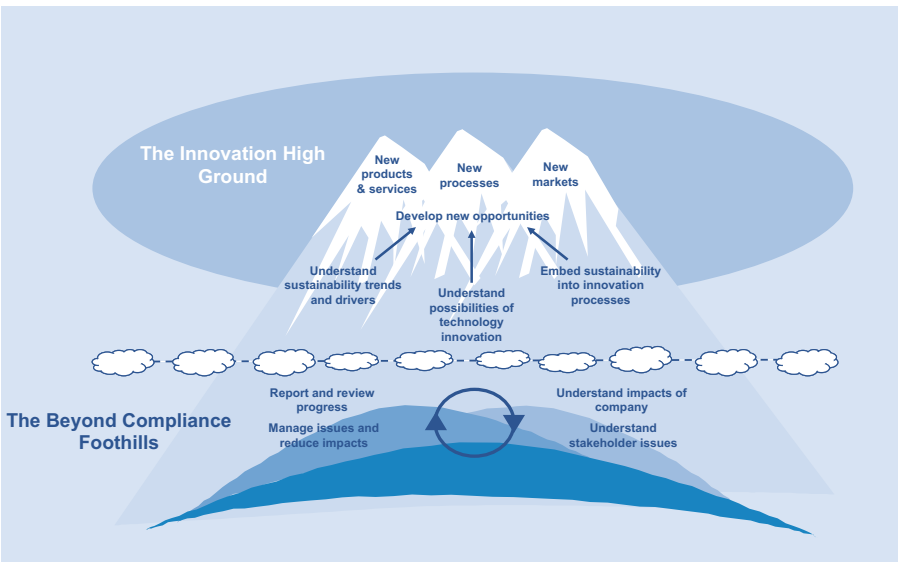 The Innovation High
Ground
New
products
& services
New
processes
New
markets
Develop new opportunities
Understand
sustainability trends
and drivers
Understand
possibilities of
technology
innovation
Embed sustainability
into innovation
processes
The Beyond Compliance
Foothills
Report and review
progress
Manage issues and
reduce impacts
Understand impacts of
company
Understand
stakeholder issues